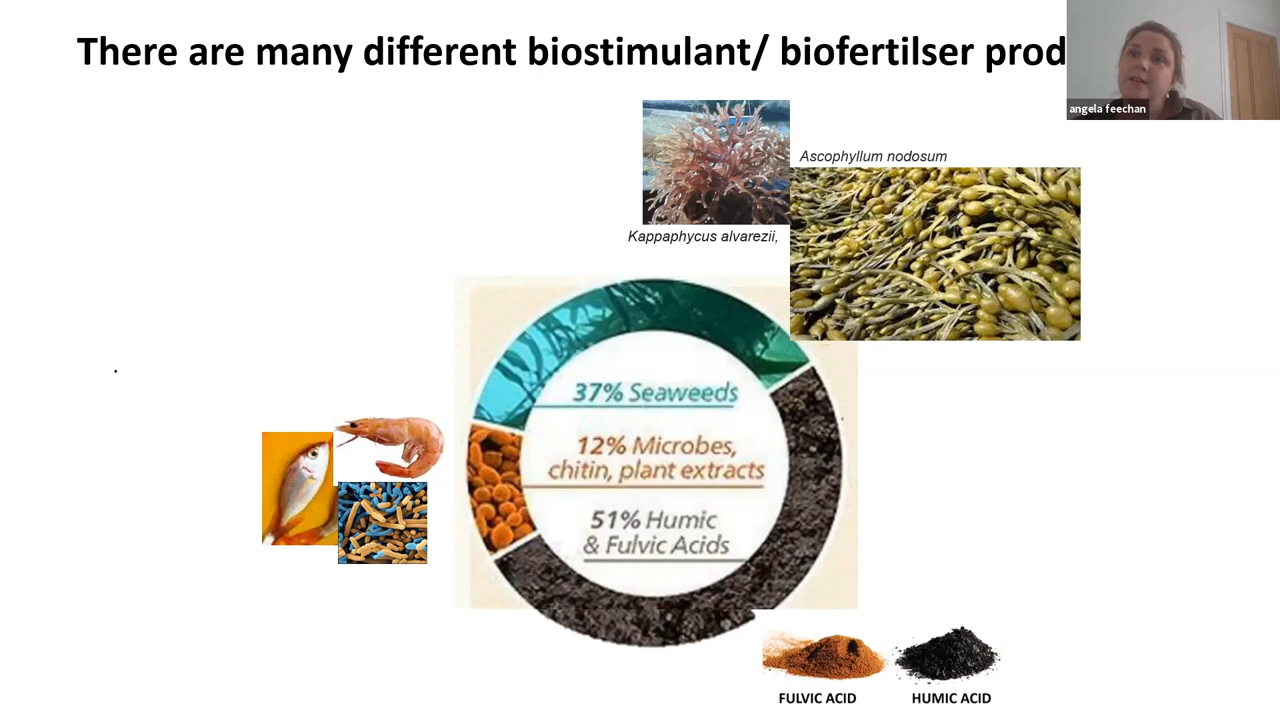 There are many different biostimulant/ biofertilser prod
angela feechan
Ascophyllum nodosum
Kappaphycus alvarezii,
37% Seaweeds
12% Microbes,
chitin, plant extracts
51% Humic
& Fulvic Acids
.
FULVIC ACID
HUMIC ACID